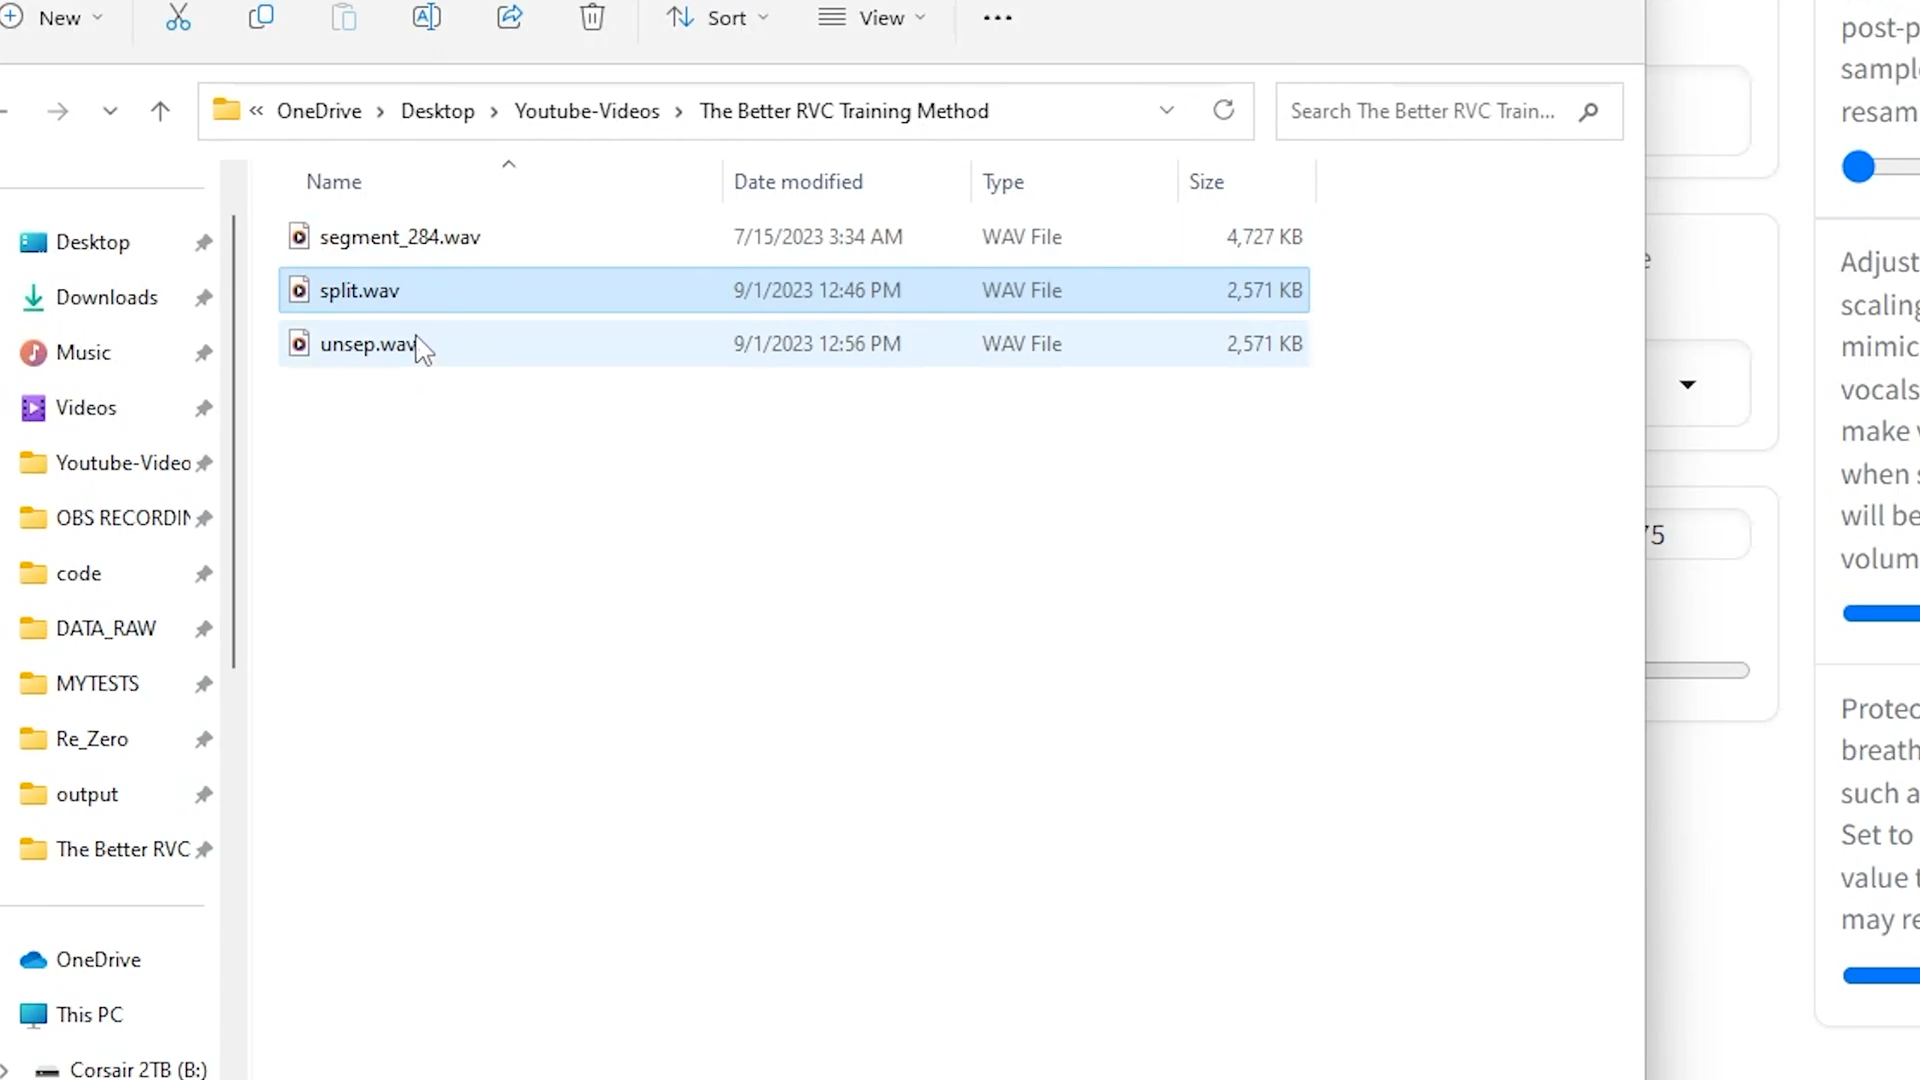 New
Sort
View
OneDrive
Desktop
Youtube-Videos
The Better RVC Training Method
Search The Better RVC Train...
Name
Date modified
Type
Size
segment_284.wav
7/15/2023 3:34 AM
WAV File
4,727 KB
split.wav
9/1/2023 12:46 PM
WAV File
2,571 KB
unsep.wav
9/1/2023 12:56 PM
WAV File
2,571 KB
Desktop
Downloads
Music
Videos
Youtube-Video
OBS RECORDIN
code
DATA_RAW
MYTESTS
Re_Zero
output
The Better RVC
OneDrive
This PC
Corsair 2TB (B:)
e
75
post-p
sample
resam
Adjust
scaling
mimic
vocals
make
when s
will be
volum
Protec
breath
such a
Set to
value t
may re